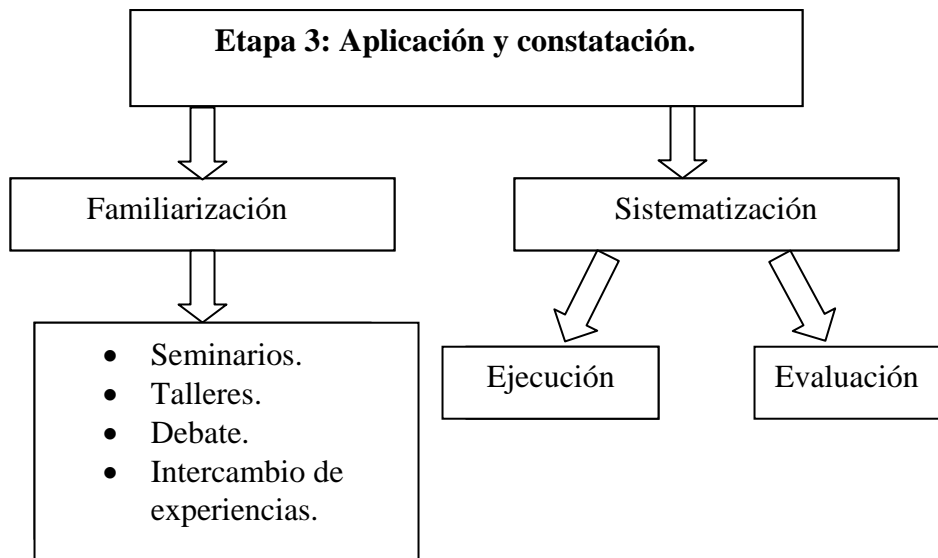 Etapa 3: Aplicación y constatación.
Familiarización
Sistematización
• Seminarios.
• Talleres.
• Debate.
• Intercambio de
experiencias.
Ejecución
Evaluación